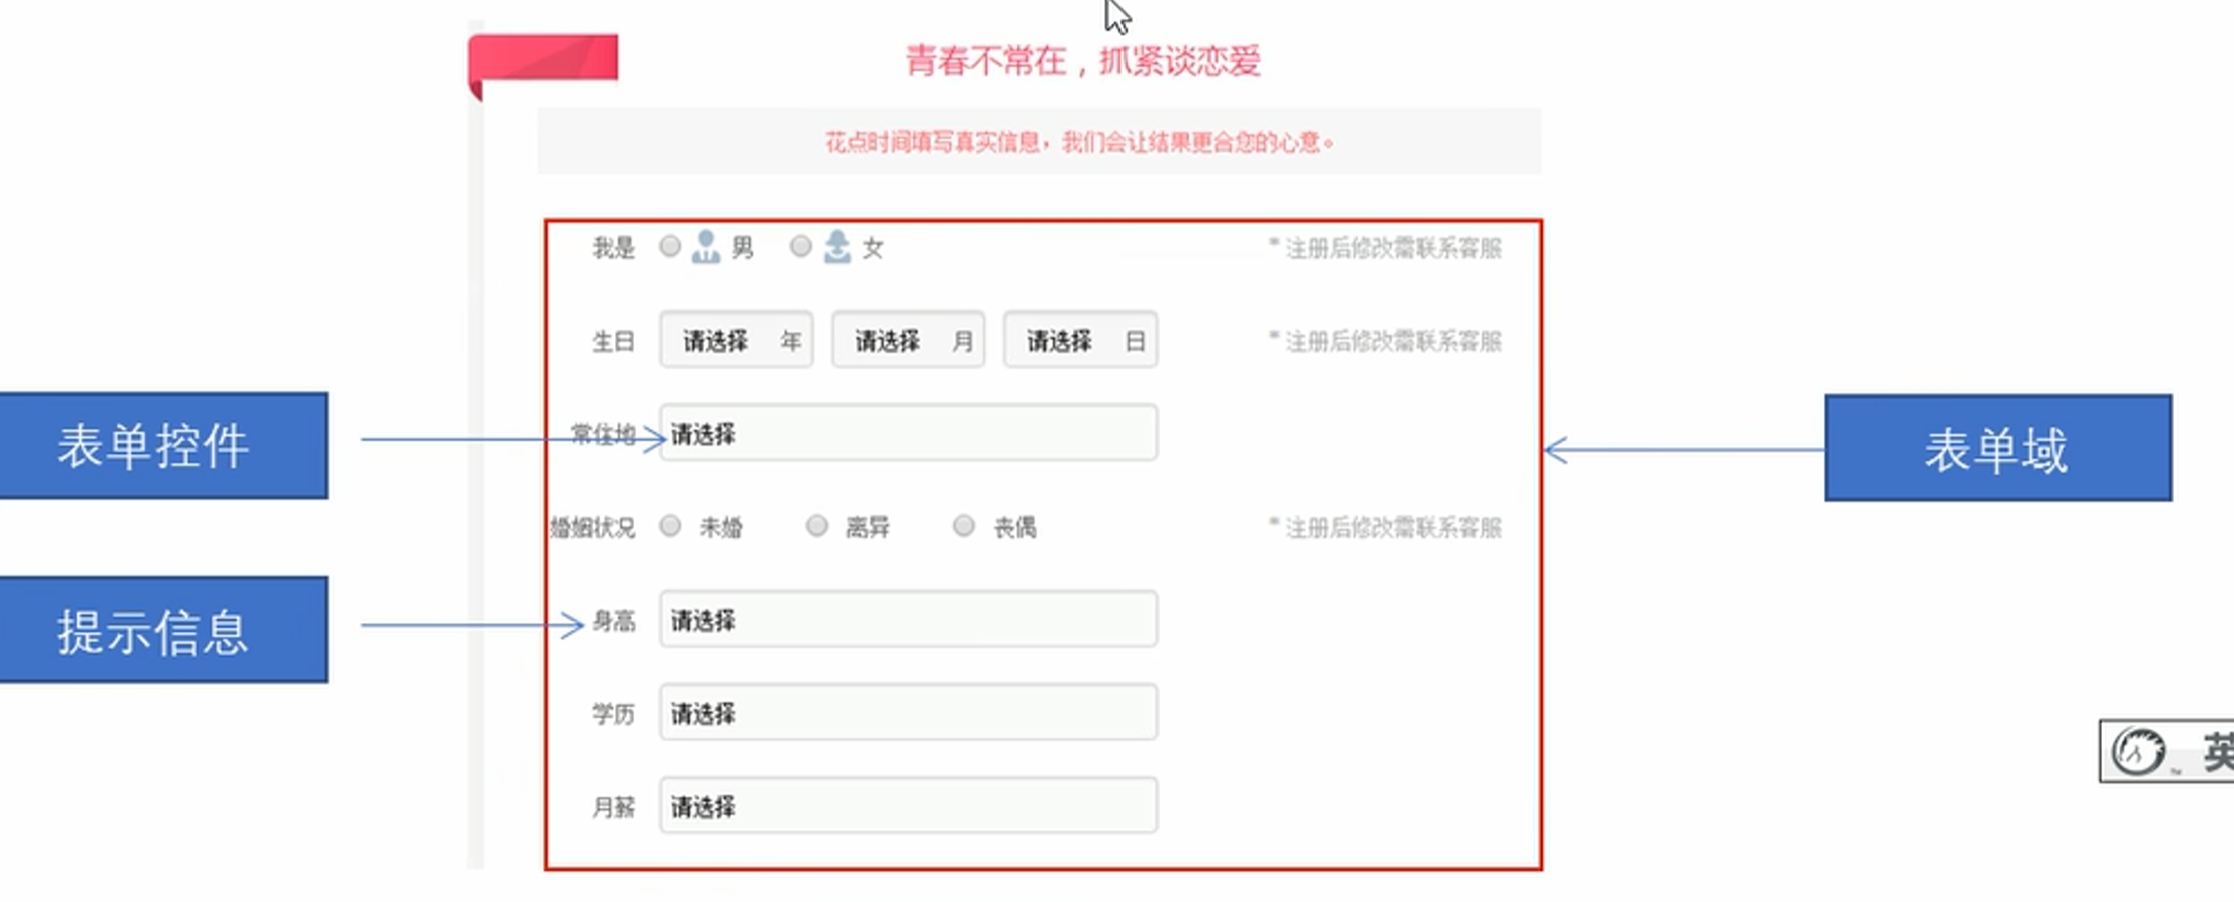 青春不常在，抓紧谈恋爱
花点时间填写真实信息，我们会让结果更合您的心意。
我是 男 女 * 注册后修改需联系客服
生日 请选择 年 请选择 月 请选择 日 * 注册后修改需联系客服
表单控件
常住地 请选择
表单域
婚姻状况 未婚 离异 丧偶 * 注册后修改需联系客服
提示信息
身高 请选择
学历 请选择
英
月薪 请选择